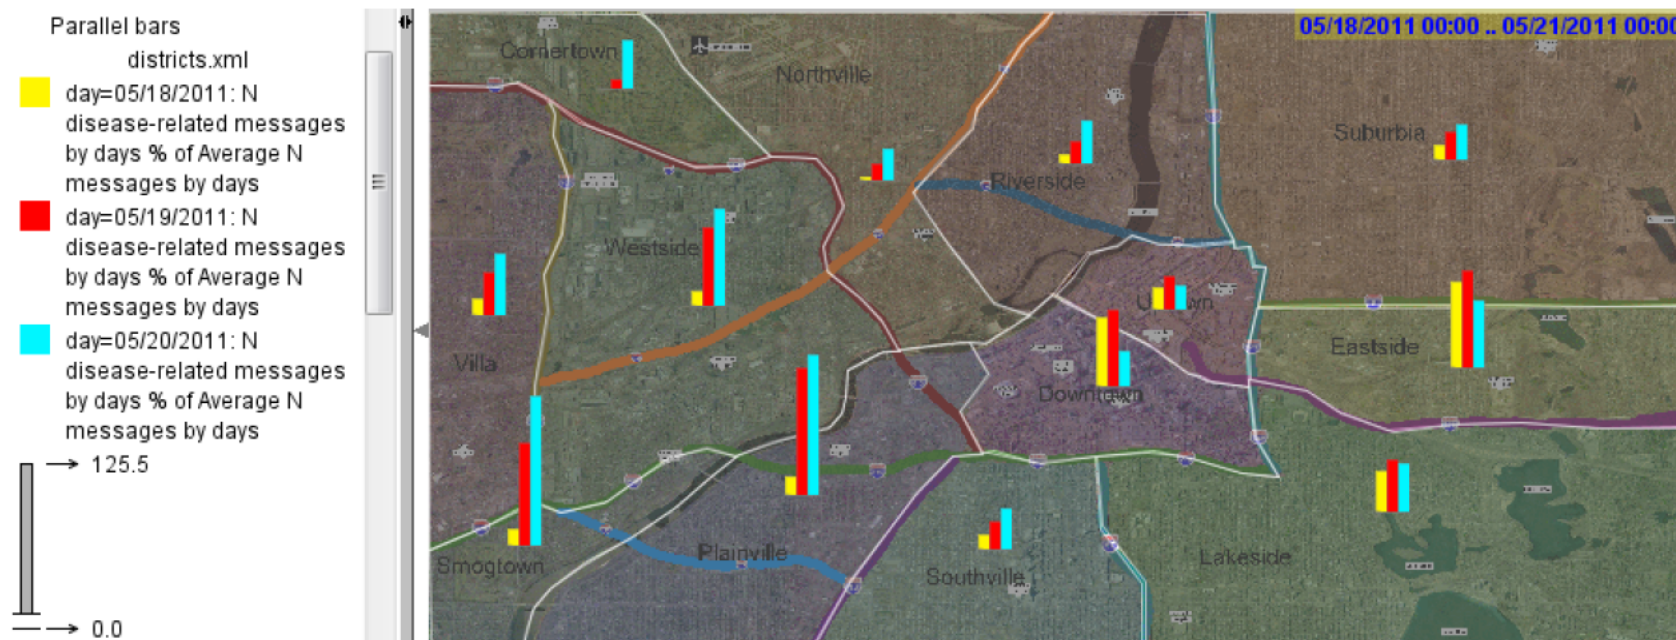 Parallel bars
districts.xml
day=05/18/2011: N
disease-related messages
by days % of Average N
messages by days
day=05/19/2011: N
disease-related messages
by days % of Average N
messages by days
day=05/20/2011: N
disease-related messages
by days % of Average N
messages by days
125.5
0.0
05/18/2011 00:00 .. 05/21/2011 00:00
Cornertown
Northville
Suburbia
Riverside
Westside
Villa
Eastside
Downtown
Smogtown
Plainville
Southville
Lakeside